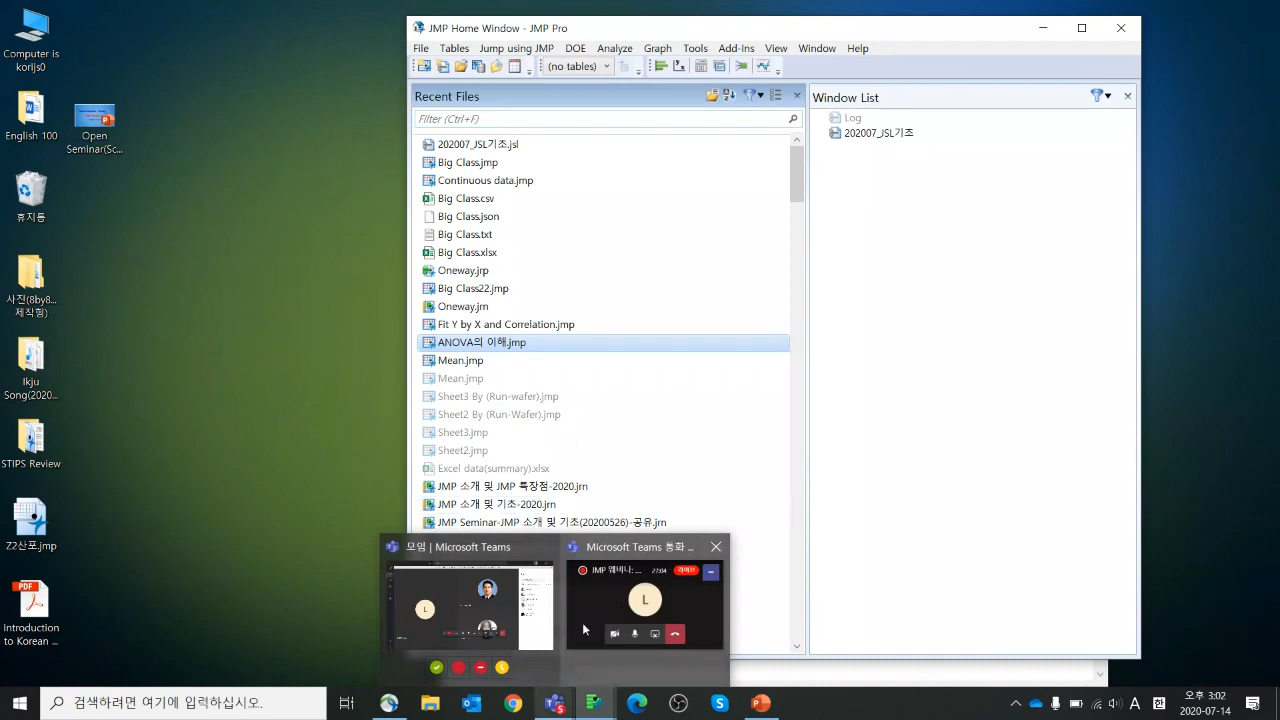 Computer is
korijs0
English 100
Open
Seminar(Sc...
휴지통
사진(8by8...
제작형)
Ikju
Song(2020...
STIPS Review
Z2산포.jmp
Introduction
to Korean ...
JMP Home Window - JMP Pro
File Tables Jump using JMP DOE Analyze Graph Tools Add-Ins View Window Help
(no tables)
Recent Files
Filter (Ctrl+F)
202007_JSL기초.jsl
Big Class.jmp
Continuous data.jmp
Big Class.csv
Big Class.json
Big Class.txt
Big Class.xlsx
Oneway.jrp
Big Class22.jmp
Oneway.jrn
Fit Y by X and Correlation.jmp
ANOVA의 이해.jmp
Mean.jmp
Mean.jmp
Sheet3 By (Run-wafer).jmp
Sheet2 By (Run-Wafer).jmp
Sheet3.jmp
Sheet2.jmp
Excel data(summary).xlsx
JMP 소개 및 JMP 특장점-2020.jrn
JMP 소개 및 기초-2020.jrn
JMP Seminar-JMP 소개 및 기초(20200526)-공유.jrn
Window List
Log
202007_JSL기초
모임 | Microsoft Teams
L
Microsoft Teams 통화 ...
JMP 웨비나: ... 27:04 라이브
L
검색하려면 여기에 입력하십시오.
A 한 오후 3:02
2020-07-14